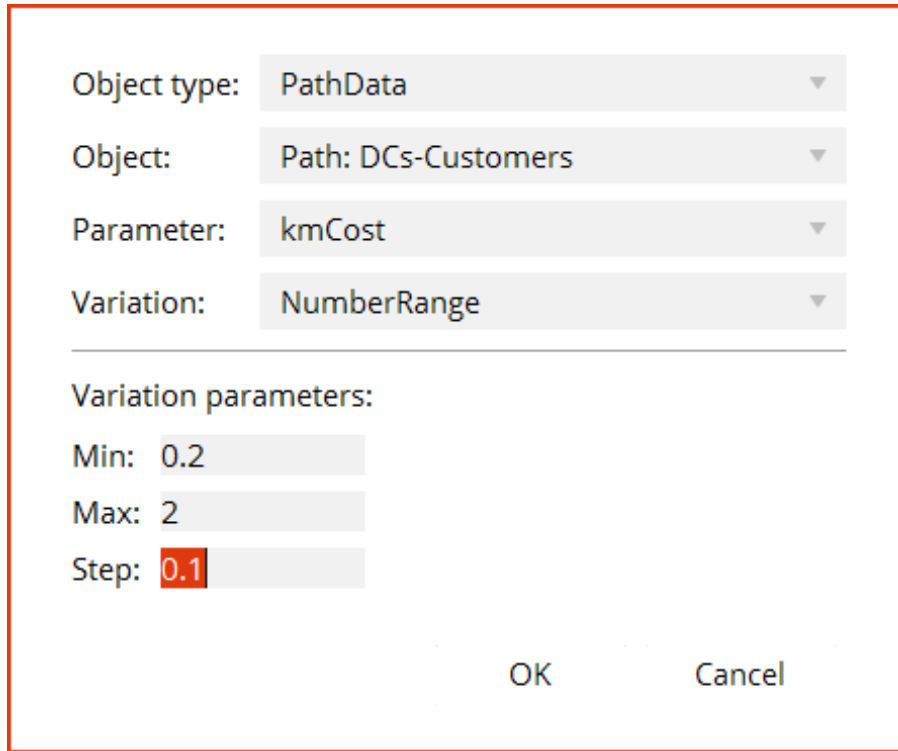 Object type: PathData
Object: Path: DCs-Customers
Parameter: kmCost
Variation: NumberRange
Variation parameters:
Min: 0.2
Max: 2
Step: 0.1
OK Cancel